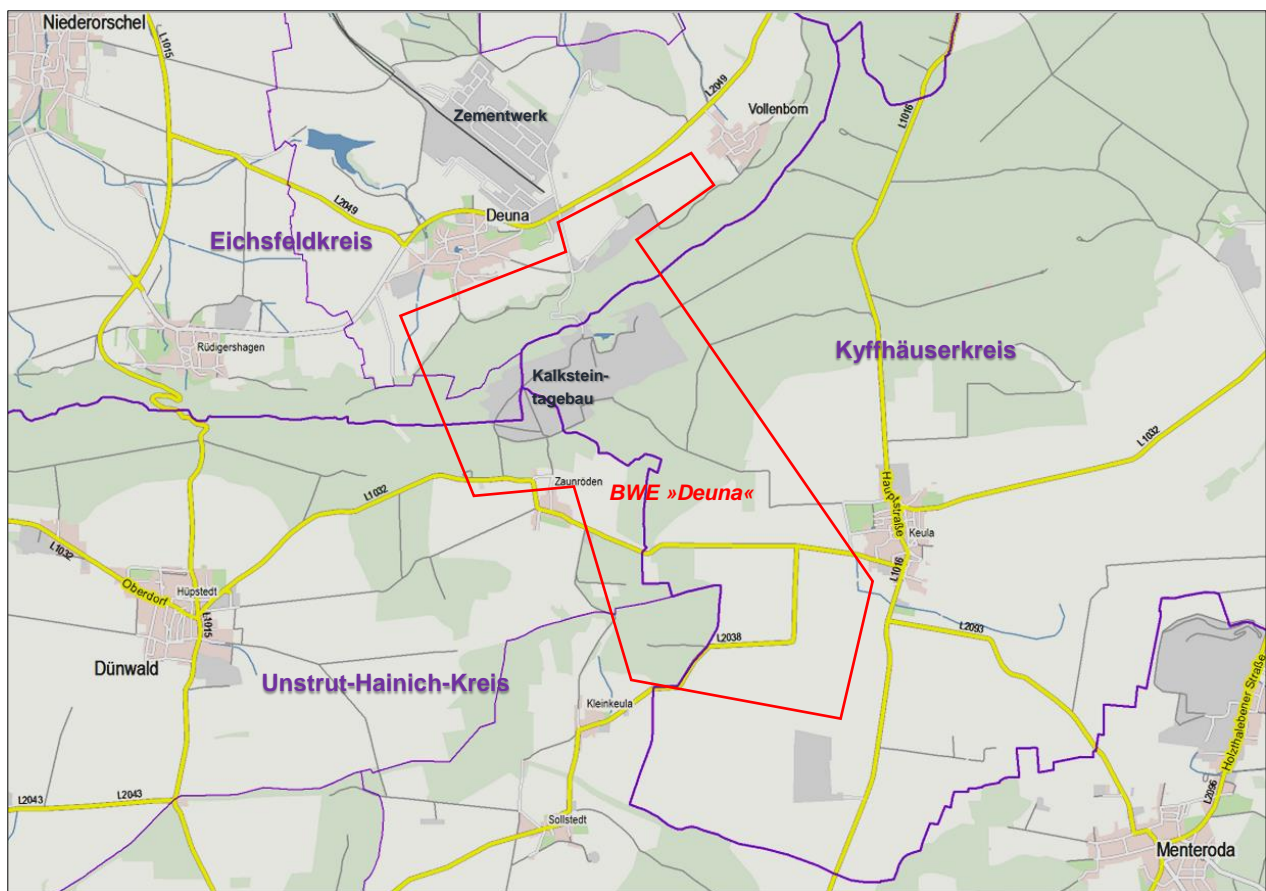 Niederorschel
L1015
Zementwerk
L2049
Vollenborn
L1016
L2049
Deuna
Eichsfeldkreis
Rüdigershagen
Kyffhäuserkreis
Kalkstein-
tagebau
L1032
Zaunröden
BWE »Deuna«
L1032
Hauptstraße
Keula
L1032
Oberdorf
Hüpstedt
L1015
L1016
L2093
L2038
Dünwald
Unstrut-Hainich-Kreis
Kleinkeula
Holzthalebener Straße
L2043
L2043
L2096
Sollstedt
Menteroda